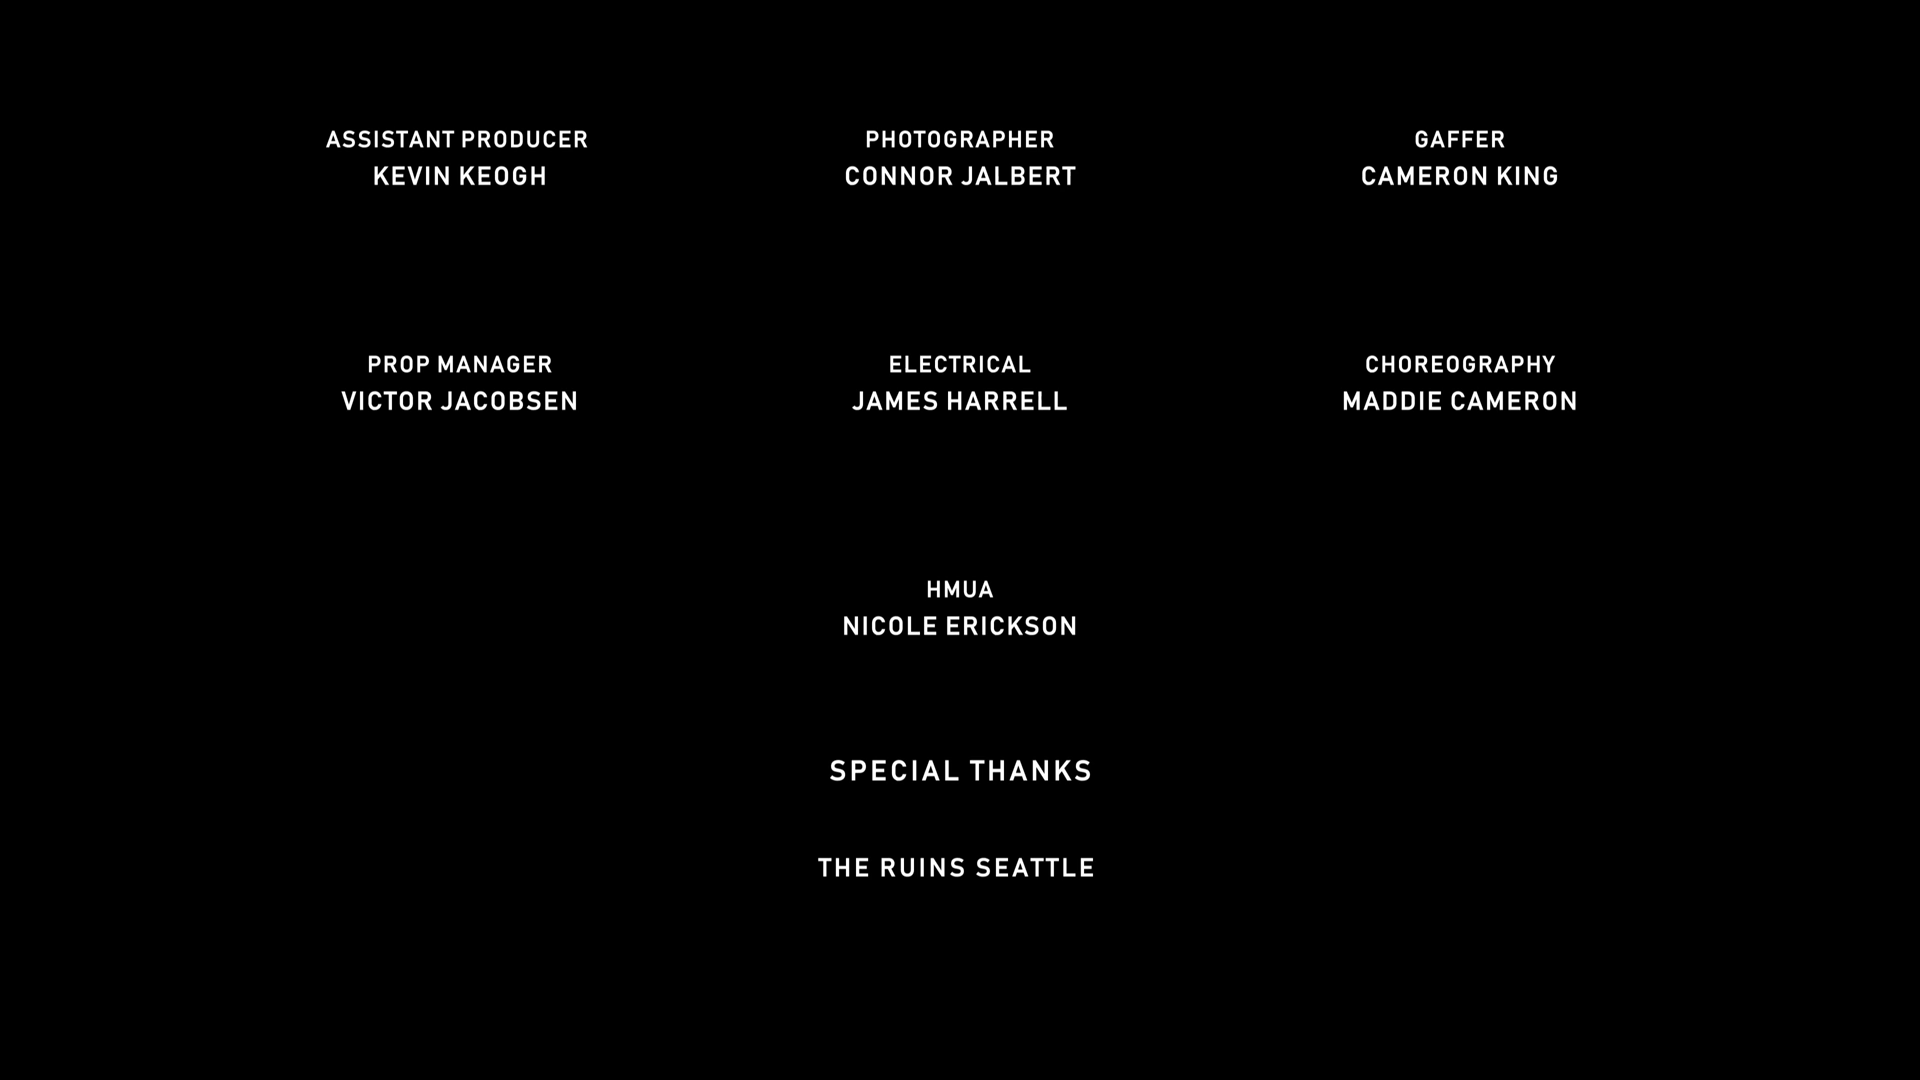 ASSISTANT PRODUCER
KEVIN KEOGH
PHOTOGRAPHER
CONNOR JALBERT
GAFFER
CAMERON KING
PROP MANAGER
VICTOR JACOBSEN
ELECTRICAL
JAMES HARRELL
CHOREOGRAPHY
MADDIE CAMERON
HMUA
NICOLE ERICKSON
SPECIAL THANKS
THE RUINS SEATTLE